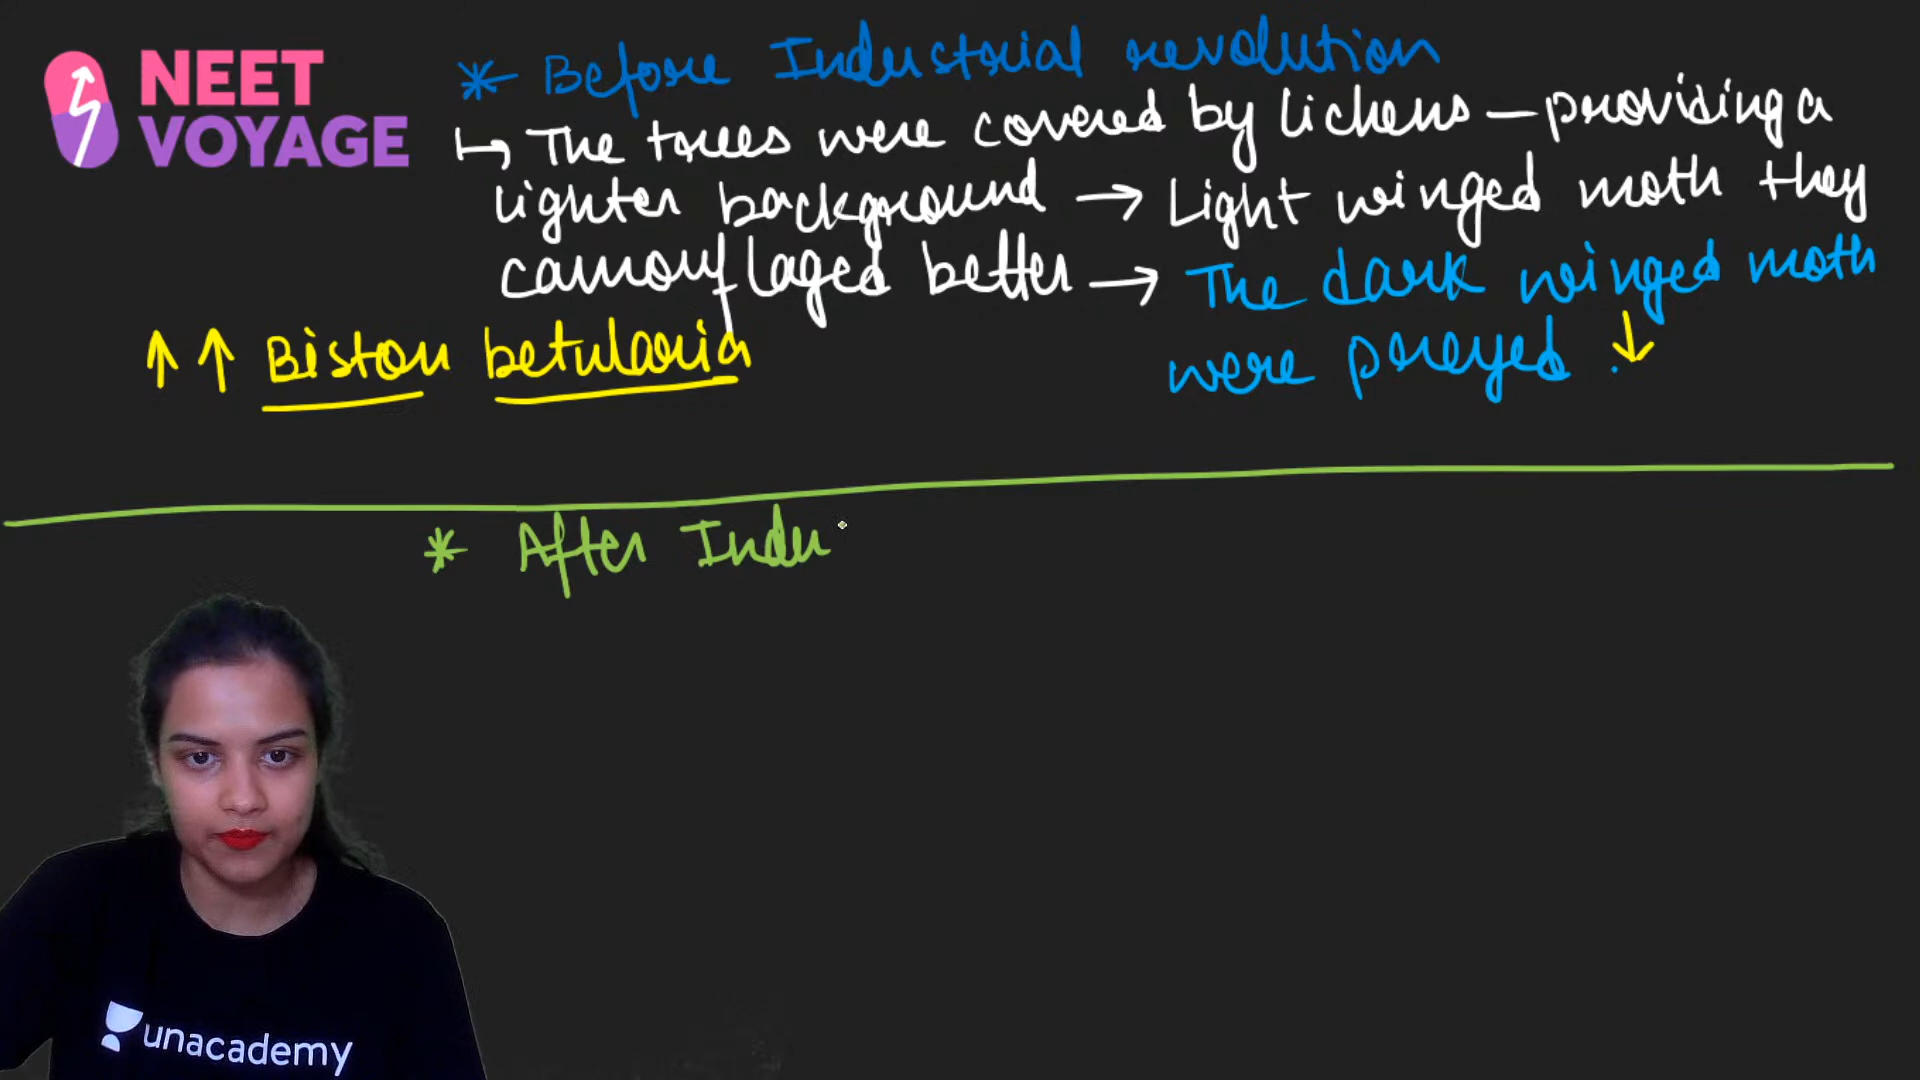 NEET
VOYAGE
* Before Industrial revolution
↳ The trees were covered by lichens — providing a
lighter background → Light winged moth they
camouflaged better → The dark winged moth
were preyed . ↓
↑ ↑ Biston betularia
* After Indu
unacademy